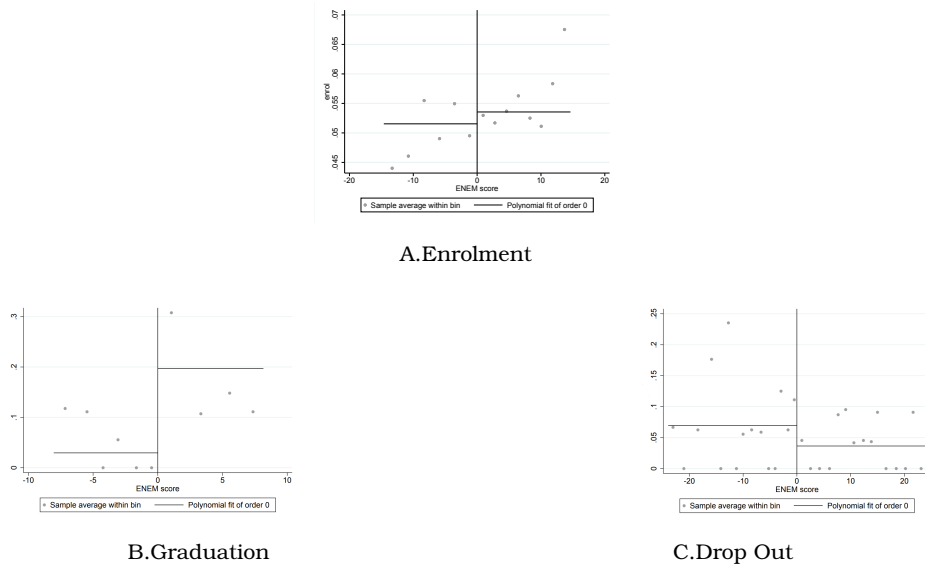 .07
.065
.06
.055
.05
.045
enrol
-20 -10 0 10 20
ENEM score
Sample average within bin Polynomial fit of order 0
A.Enrolment
.3
.2
.1
0
-10 -5 0 5 10
ENEM score
Sample average within bin Polynomial fit of order 0
B.Graduation
.25
.2
.15
.1
.05
0
-20 -10 0 10 20
ENEM score
Sample average within bin Polynomial fit of order 0
C.Drop Out